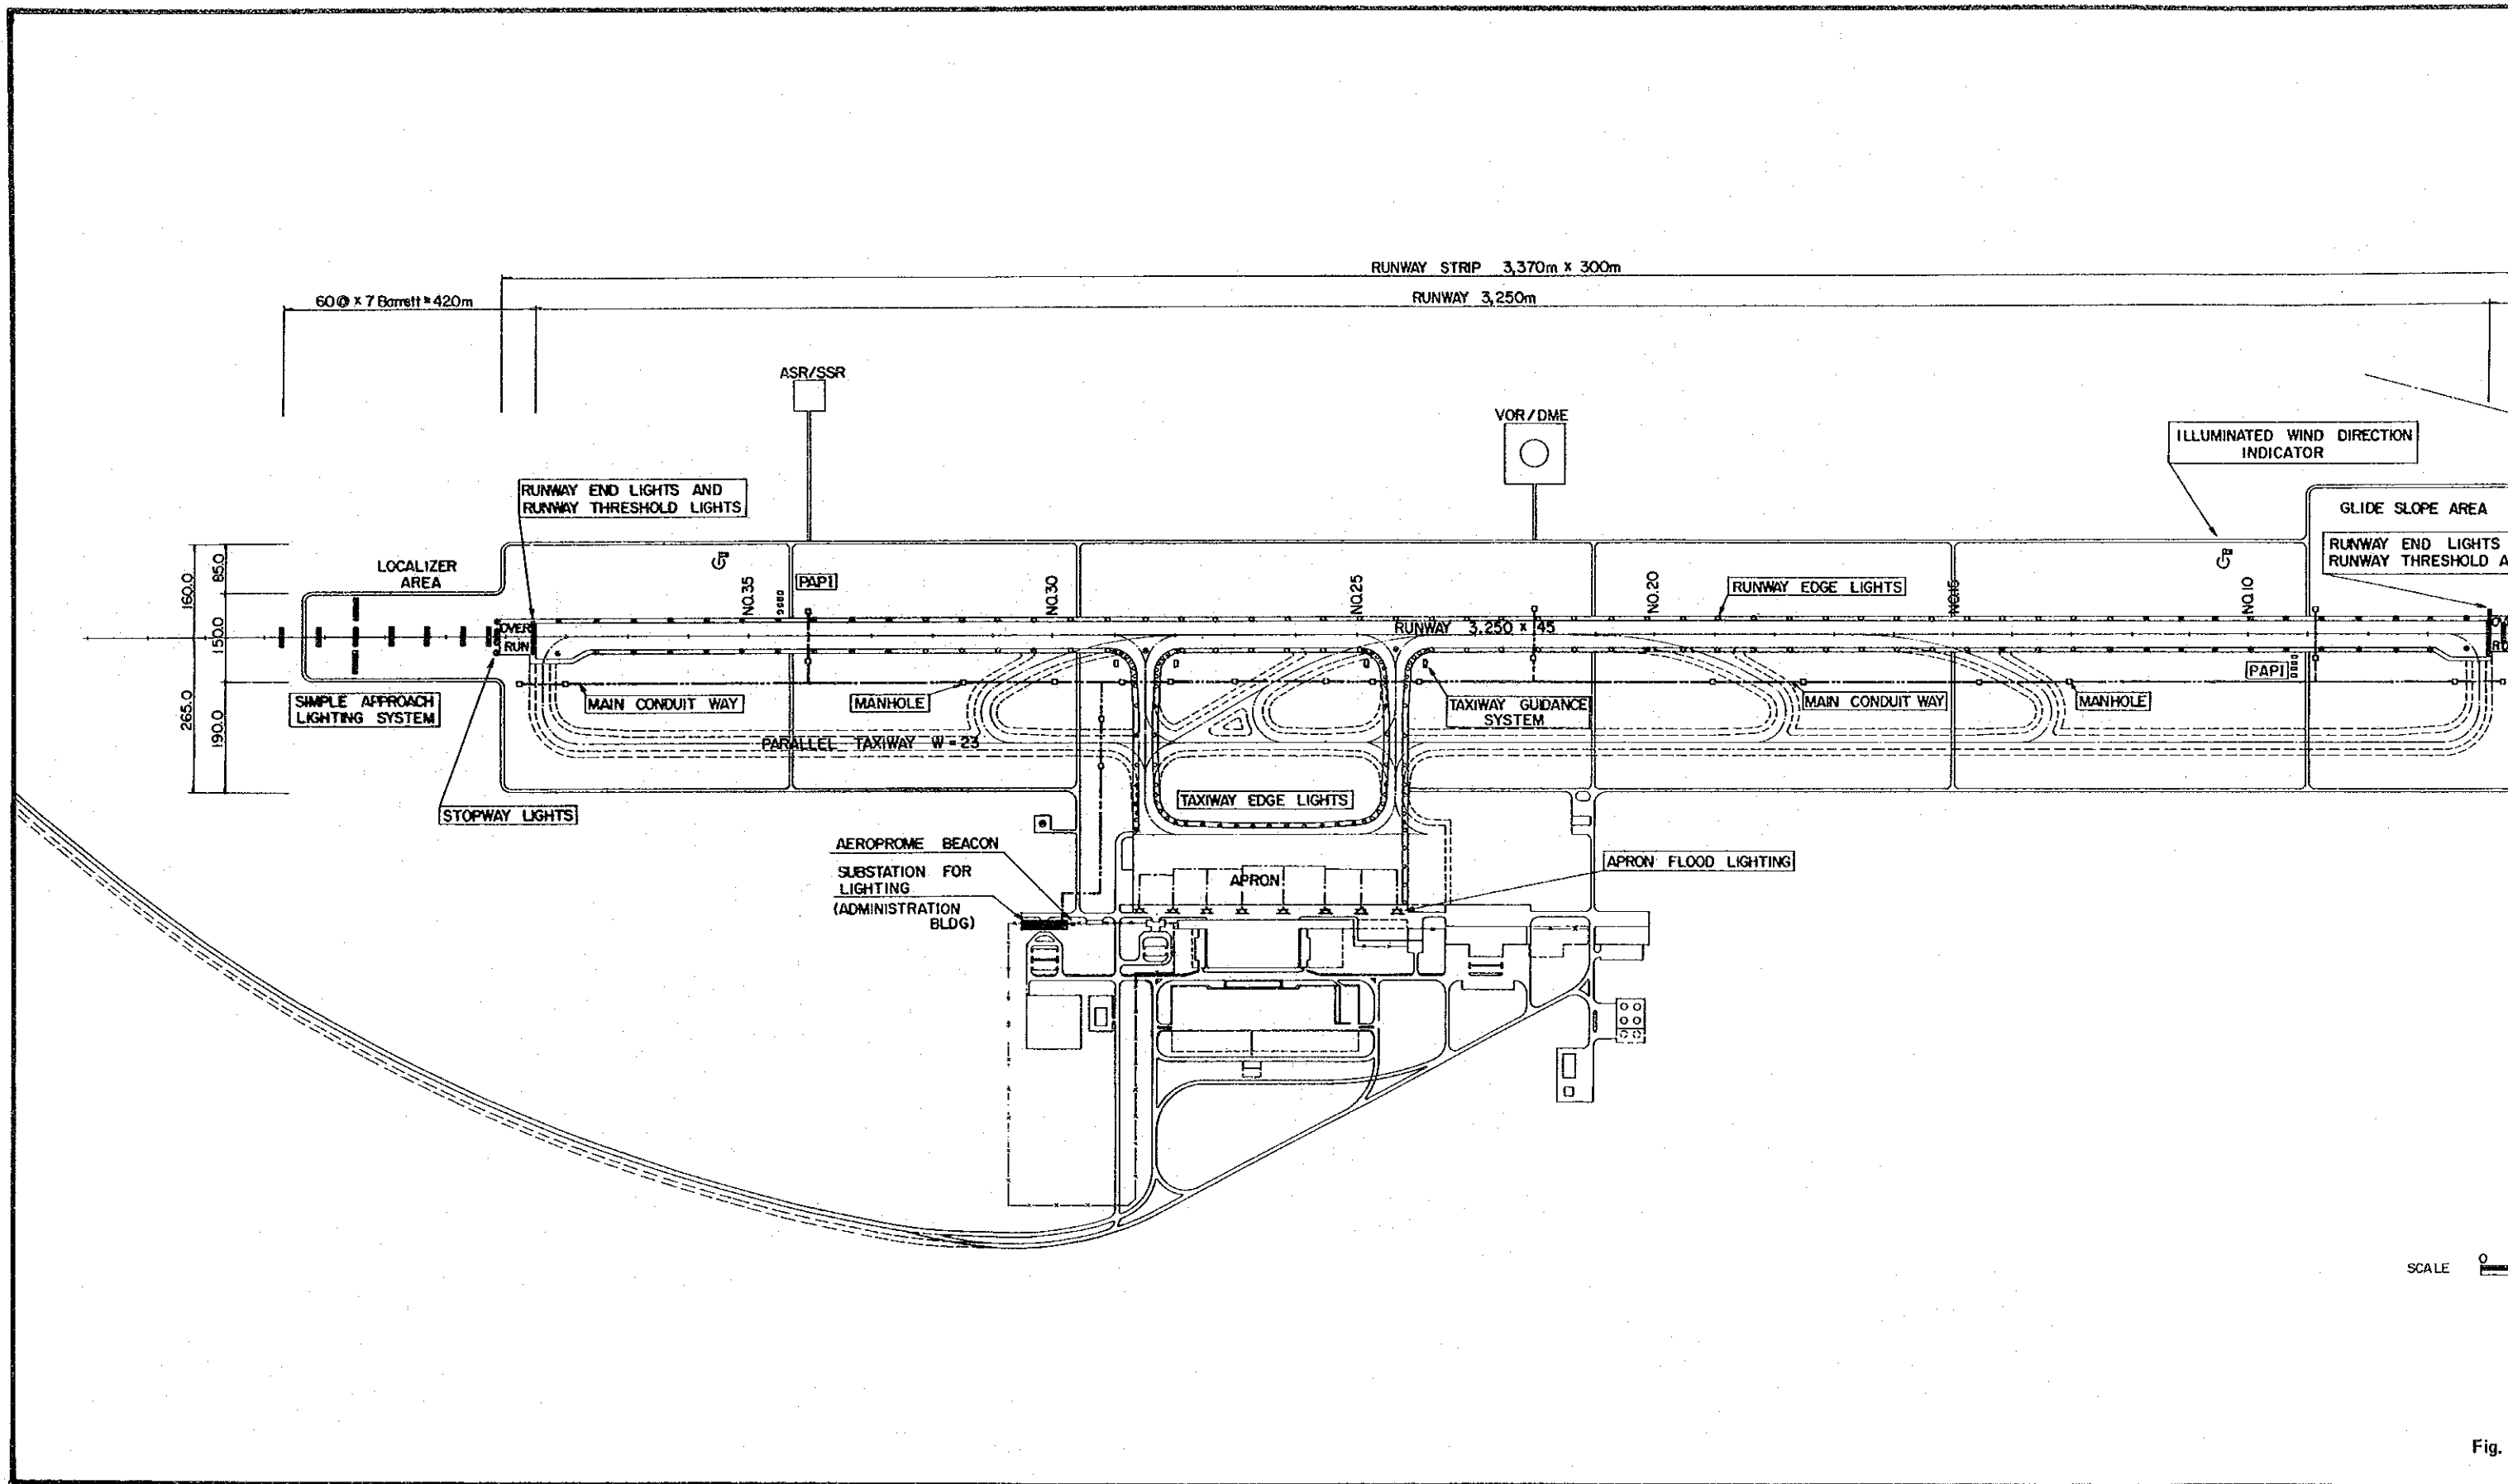 RUNWAY STRIP 3,370m x 300m
60@ x 7 Barrett = 420m
RUNWAY 3,250m
ASR/SSR
VOR/DME
ILLUMINATED WIND DIRECTION
INDICATOR
RUNWAY END LIGHTS AND
RUNWAY THRESHOLD LIGHTS
GLIDE SLOPE AREA
RUNWAY END LIGHTS
RUNWAY THRESHOLD
LOCALIZER
AREA
160.0
85.0
150.0
265.0
190.0
NO.35
PAPI
NO.30
NO.25
NO.20
RUNWAY EDGE LIGHTS
NO.15
NO.10
OVER
RUN
RUNWAY 3.250 x 45
PAPI
SIMPLE APPROACH
LIGHTING SYSTEM
MAIN CONDUIT WAY
MANHOLE
TAXIWAY GUIDANCE
SYSTEM
MAIN CONDUIT WAY
MANHOLE
PARALLEL TAXIWAY W = 23
STOPWAY LIGHTS
TAXIWAY EDGE LIGHTS
AEROPROME BEACON
SUBSTATION FOR
LIGHTING
(ADMINISTRATION
BLDG)
APRON
APRON FLOOD LIGHTING
SCALE 0
Fig.